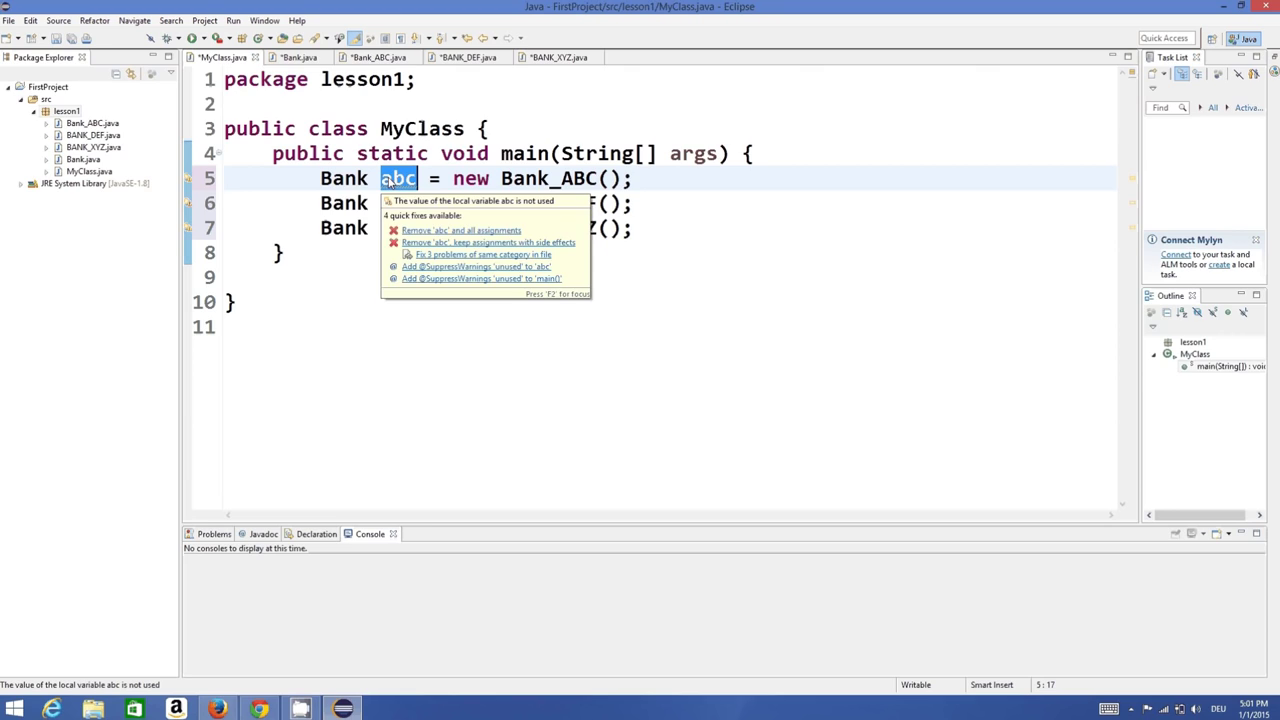 Java - FirstProject/src/lesson1/MyClass.java - Eclipse
File Edit Source Refactor Navigate Search Project Run Window Help
Quick Access
Java
Package Explorer
*MyClass.java
*Bank.java
*Bank_ABC.java
*BANK_DEF.java
*BANK_XYZ.java
Task List
FirstProject
src
lesson1
Bank_ABC.java
BANK_DEF.java
BANK_XYZ.java
Bank.java
MyClass.java
JRE System Library [JavaSE-1.8]
1 package lesson1;
2
3 public class MyClass {
4 public static void main(String[] args) {
5 Bank abc = new Bank_ABC();
6 Bank F();
7 Bank Z();
8 }
9
10 }
11
The value of the local variable abc is not used
4 quick fixes available:
Remove 'abc' and all assignments
Remove 'abc', keep assignments with side effects
Fix 3 problems of same category in file
Add @SuppressWarnings 'unused' to 'abc'
Add @SuppressWarnings 'unused' to 'main()'
Press 'F2' for focus
Find All Activa...
Connect Mylyn
Connect to your task and
ALM tools or create a local
task.
Outline
lesson1
MyClass
main(String[]) : voi
Problems Javadoc Declaration Console
No consoles to display at this time.
The value of the local variable abc is not used
Writable
Smart Insert
5 : 17
DEU
5:01 PM
1/1/2015